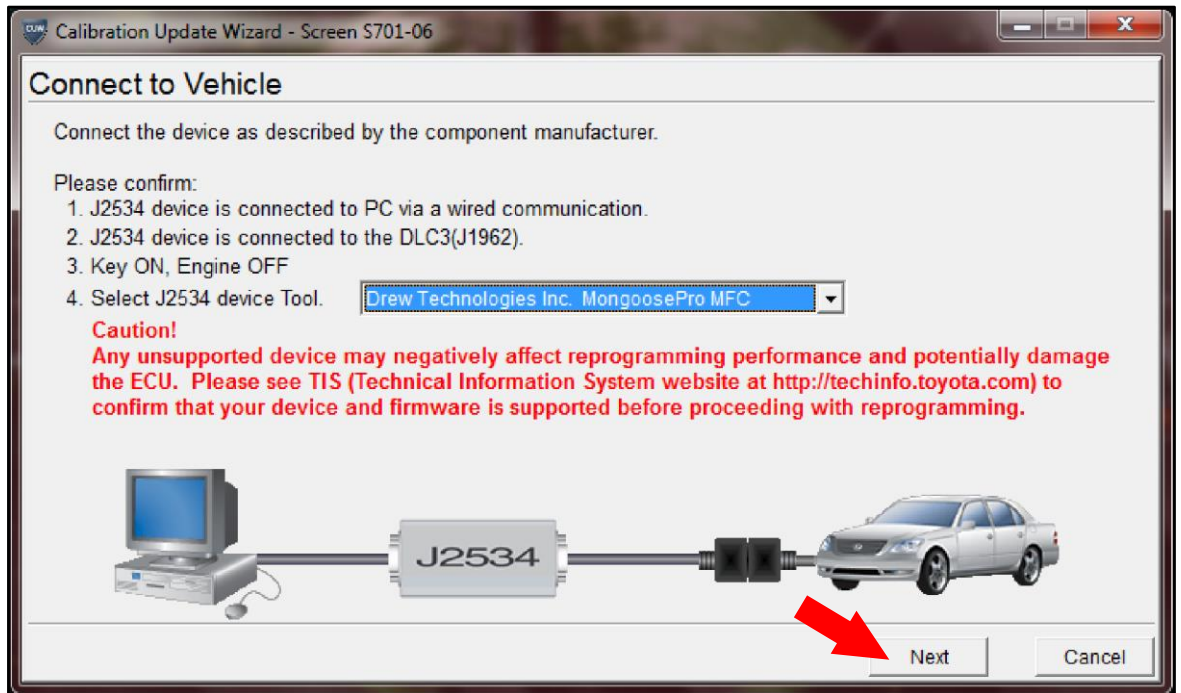 CUW Calibration Update Wizard - Screen S701-06
Connect to Vehicle
Connect the device as described by the component manufacturer.
Please confirm:
1. J2534 device is connected to PC via a wired communication.
2. J2534 device is connected to the DLC3(J1962).
3. Key ON, Engine OFF
4. Select J2534 device Tool. Drew Technologies Inc. MongoosePro MFC
Caution!
Any unsupported device may negatively affect reprogramming performance and potentially damage
the ECU. Please see TIS (Technical Information System website at http://techinfo.toyota.com) to
confirm that your device and firmware is supported before proceeding with reprogramming.
J2534
Next Cancel